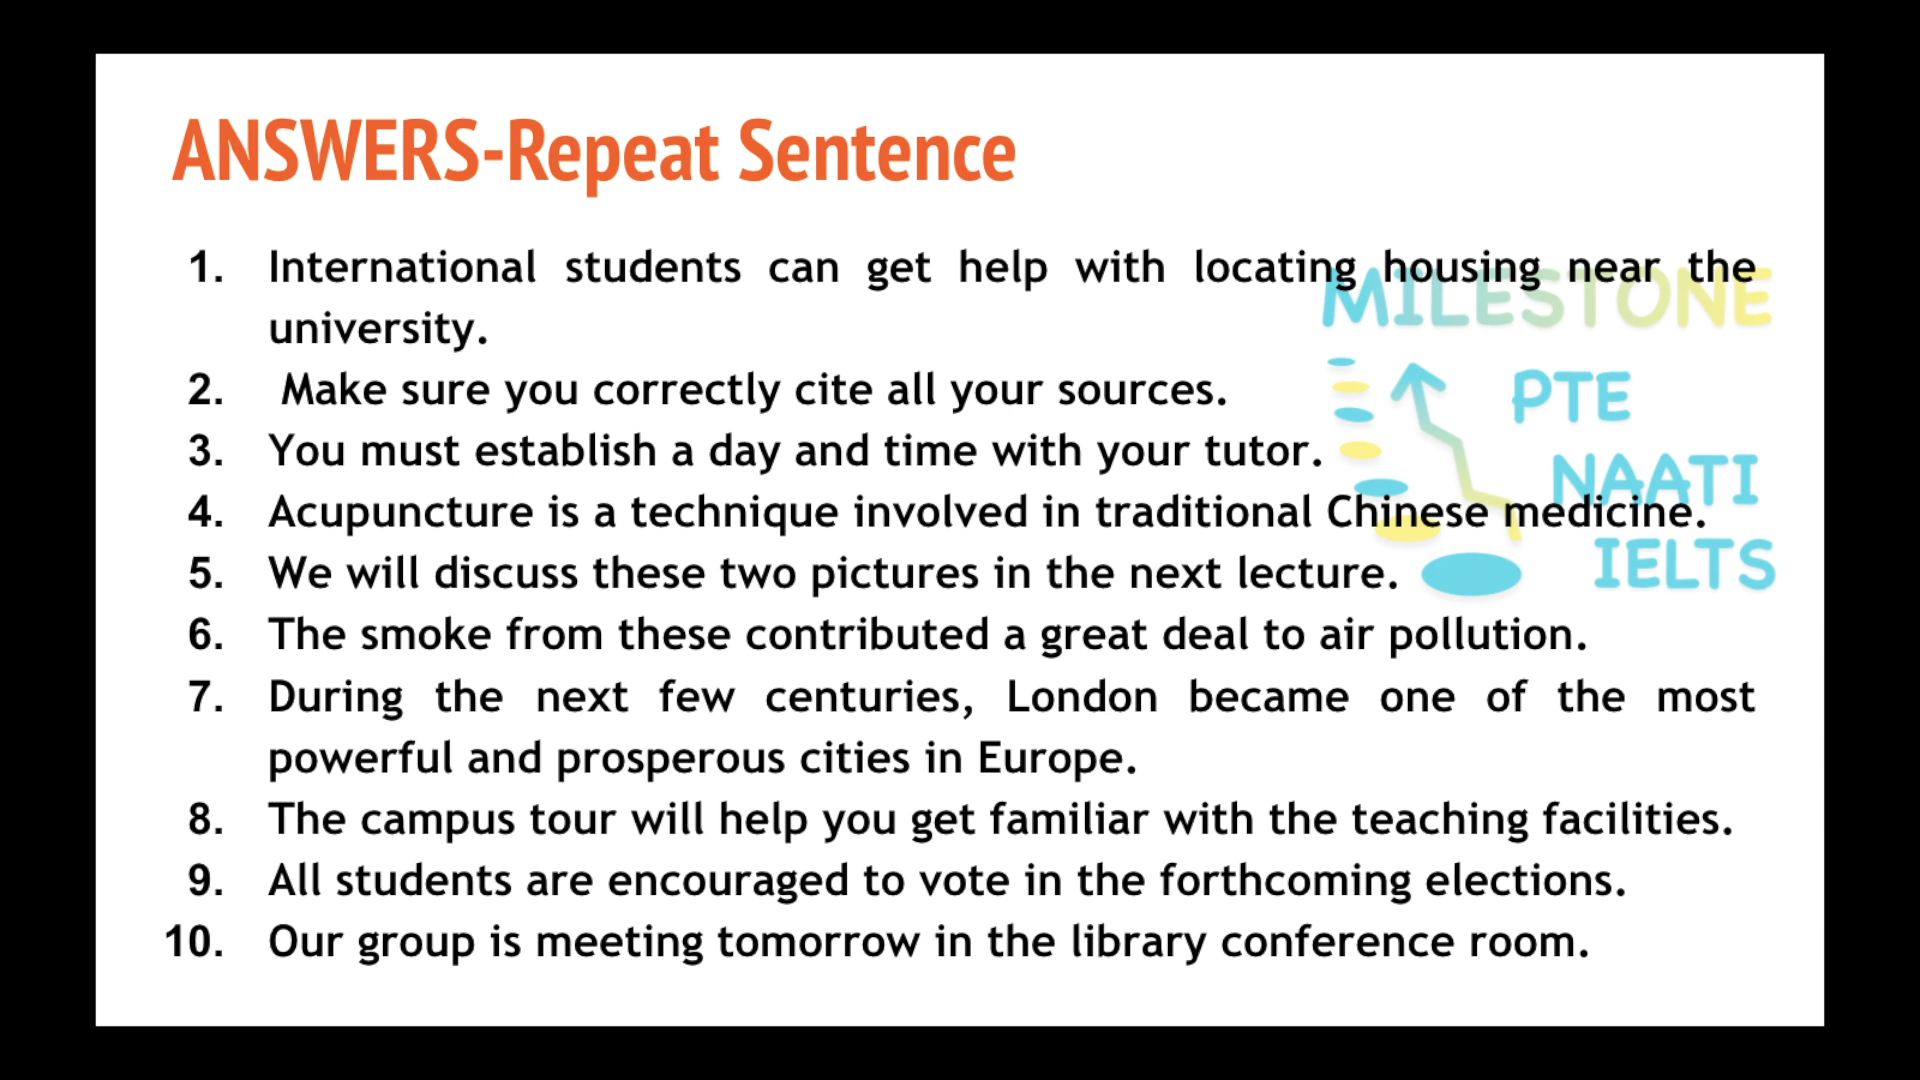 ANSWERS-Repeat Sentence
1. International students can get help with locating housing near the
university.
2. Make sure you correctly cite all your sources.
3. You must establish a day and time with your tutor.
4. Acupuncture is a technique involved in traditional Chinese medicine.
5. We will discuss these two pictures in the next lecture.
6. The smoke from these contributed a great deal to air pollution.
7. During the next few centuries, London became one of the most
powerful and prosperous cities in Europe.
8. The campus tour will help you get familiar with the teaching facilities.
9. All students are encouraged to vote in the forthcoming elections.
10. Our group is meeting tomorrow in the library conference room.
MILESTONE
PTE
NAATI
IELTS